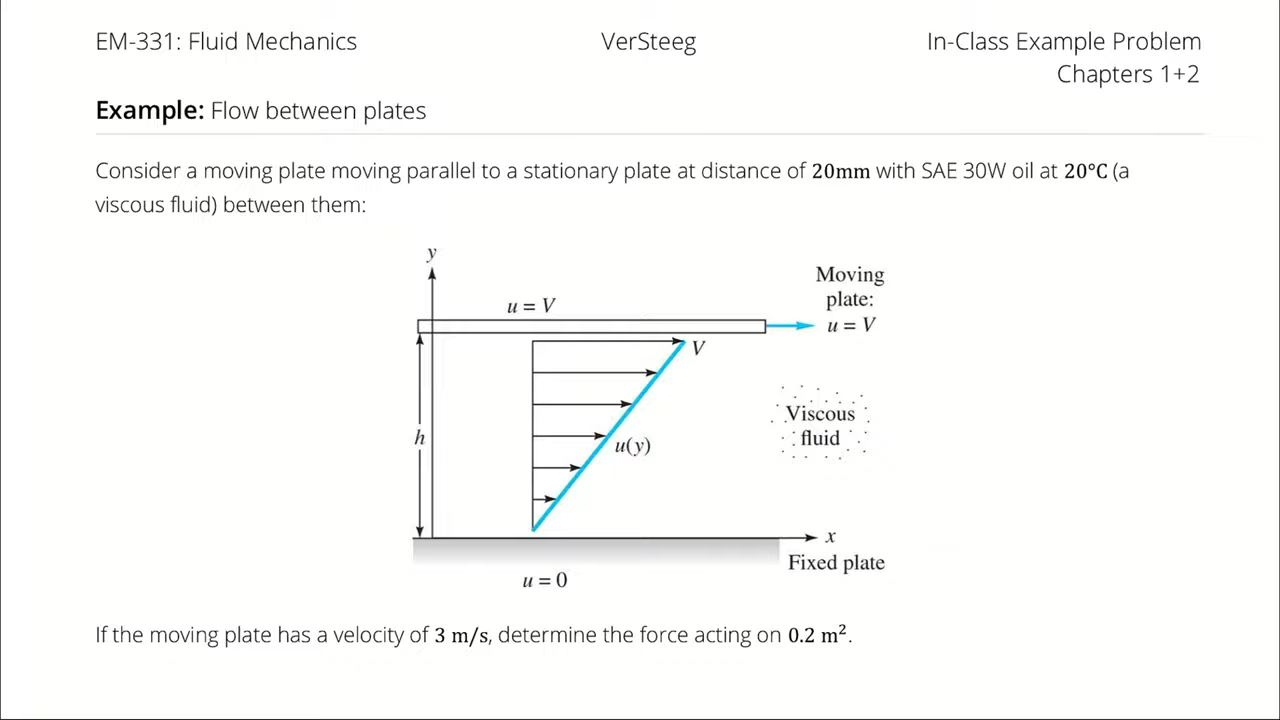 EM-331: Fluid Mechanics VerSteeg In-Class Example Problem
Chapters 1+2
Example: Flow between plates
Consider a moving plate moving parallel to a stationary plate at distance of 20mm with SAE 30W oil at 20°C (a
viscous fluid) between them:
y
Moving
plate:
u = V
u = V
V
Viscous
fluid
h
u(y)
x
Fixed plate
u = 0
If the moving plate has a velocity of 3 m/s, determine the force acting on 0.2 m².